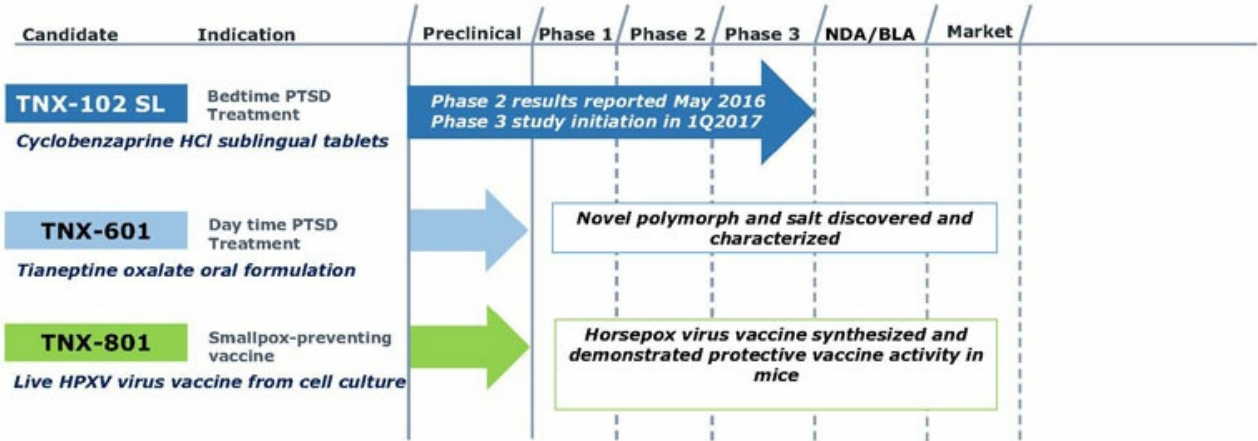 Candidate Indication Preclinical Phase 1 Phase 2 Phase 3 NDA/BLA Market
TNX-102 SL
Bedtime PTSD
Treatment
Cyclobenzaprine HCl sublingual tablets
Phase 2 results reported May 2016
Phase 3 study initiation in 1Q2017
TNX-601
Day time PTSD
Treatment
Tianeptine oxalate oral formulation
Novel polymorph and salt discovered and
characterized
TNX-801
Smallpox-preventing
vaccine
Live HPXV virus vaccine from cell culture
Horsepox virus vaccine synthesized and
demonstrated protective vaccine activity in
mice